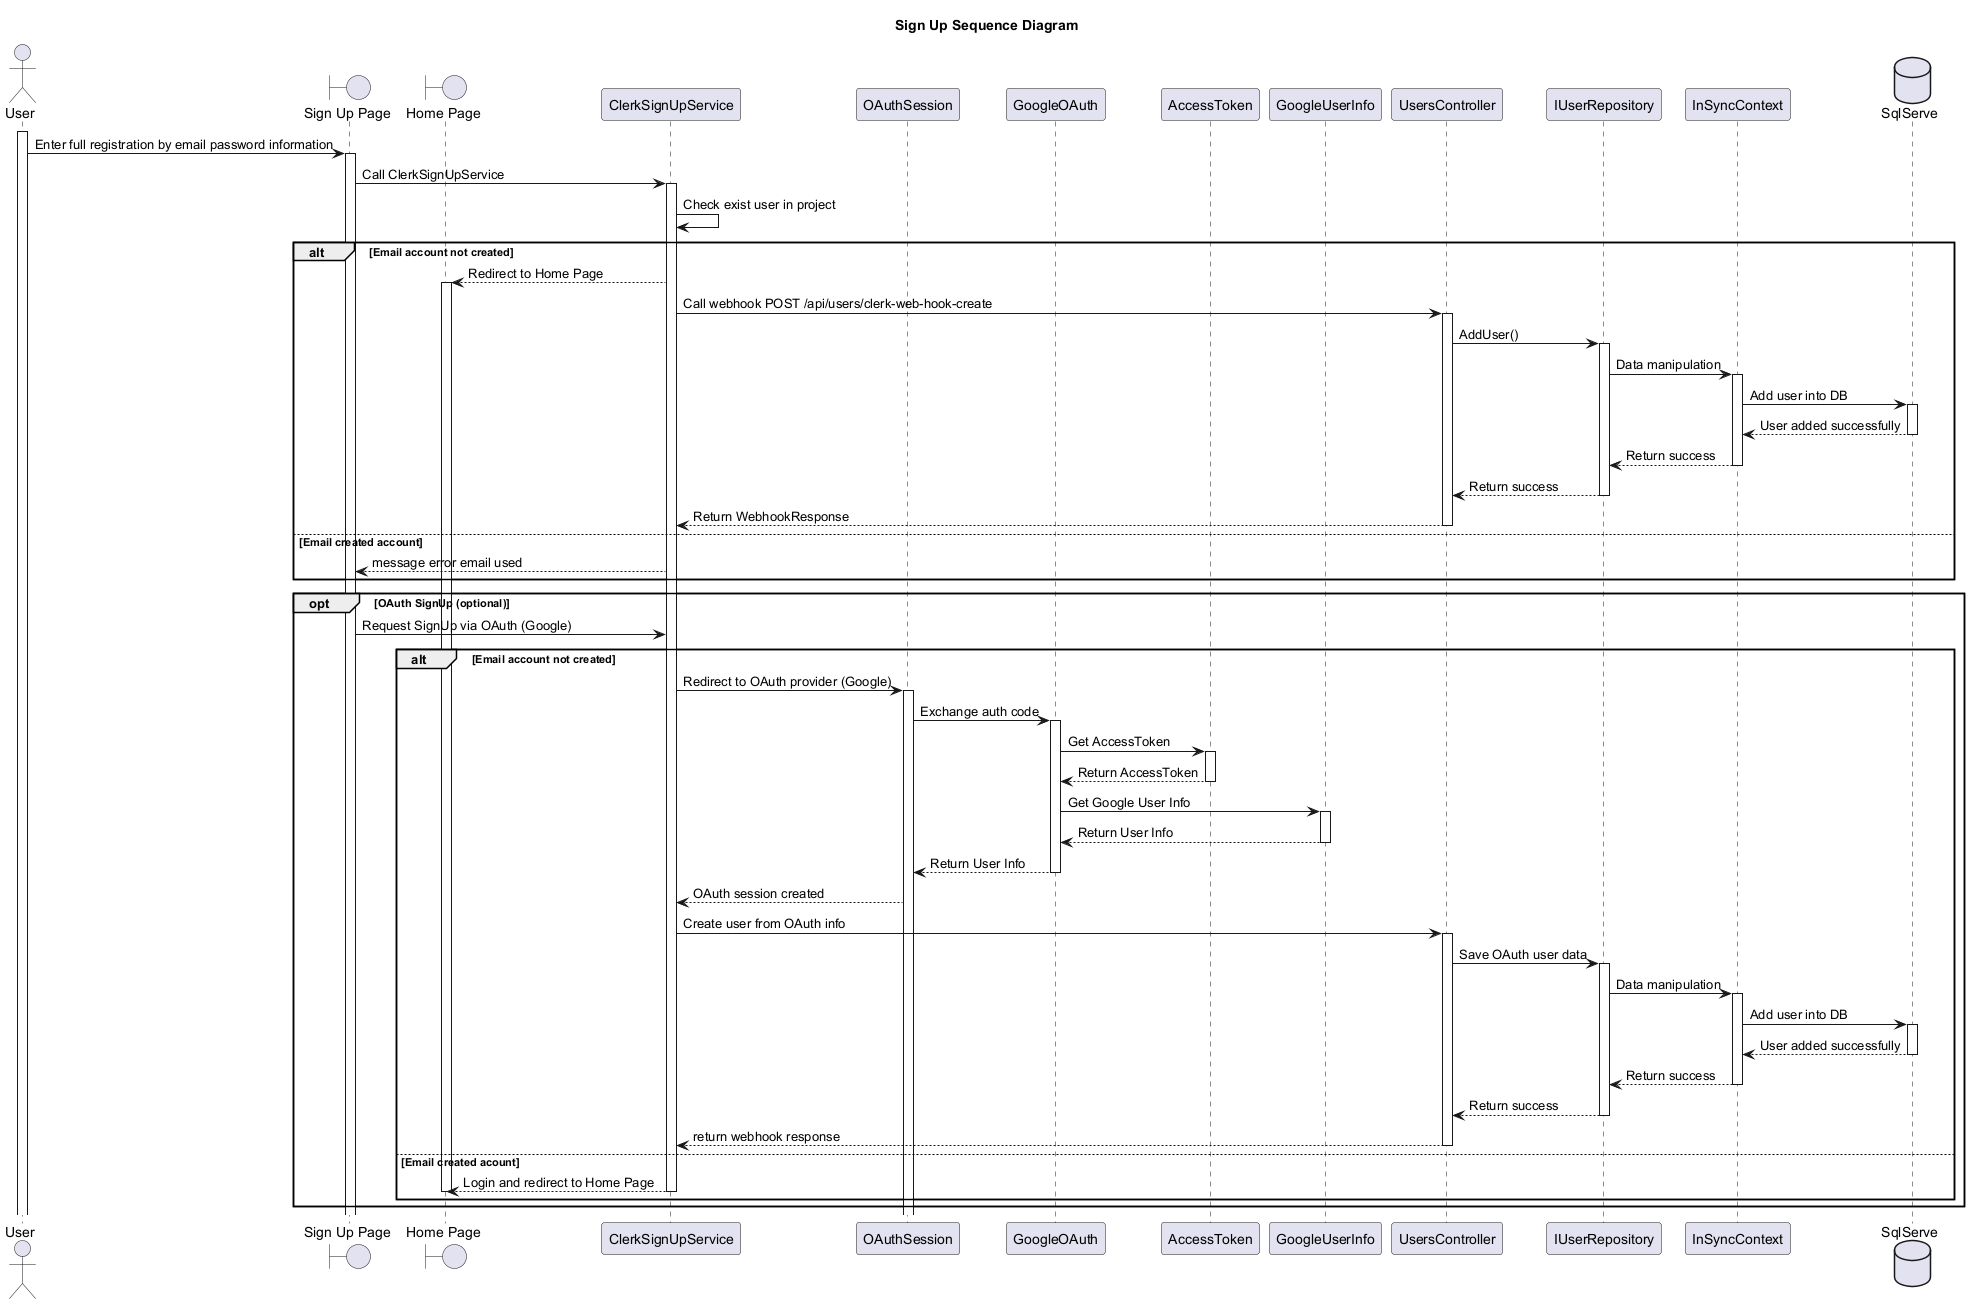 Sign Up Sequence Diagram
User
Sign Up Page
Home Page
ClerkSignUpService
OAuthSession
GoogleOAuth
AccessToken
GoogleUserInfo
UsersController
IUserRepository
InSyncContext
SqlServe
Enter full registration by email password information
Call ClerkSignUpService
Check exist user in project
alt
[Email account not created]
Redirect to Home Page
Call webhook POST /api/users/clerk-web-hook-create
AddUser()
Data manipulation
Add user into DB
User added successfully
Return success
Return success
Return WebhookResponse
[Email created account]
message error email used
opt
[OAuth SignUp (optional)]
Request SignUp via OAuth (Google)
alt
[Email account not created]
Redirect to OAuth provider (Google)
Exchange auth code
Get AccessToken
Return AccessToken
Get Google User Info
Return User Info
Return User Info
OAuth session created
Create user from OAuth info
Save OAuth user data
Data manipulation
Add user into DB
User added successfully
Return success
Return success
return webhook response
[Email created acount]
Login and redirect to Home Page
User
Sign Up Page
Home Page
ClerkSignUpService
OAuthSession
GoogleOAuth
AccessToken
GoogleUserInfo
UsersController
IUserRepository
InSyncContext
SqlServe